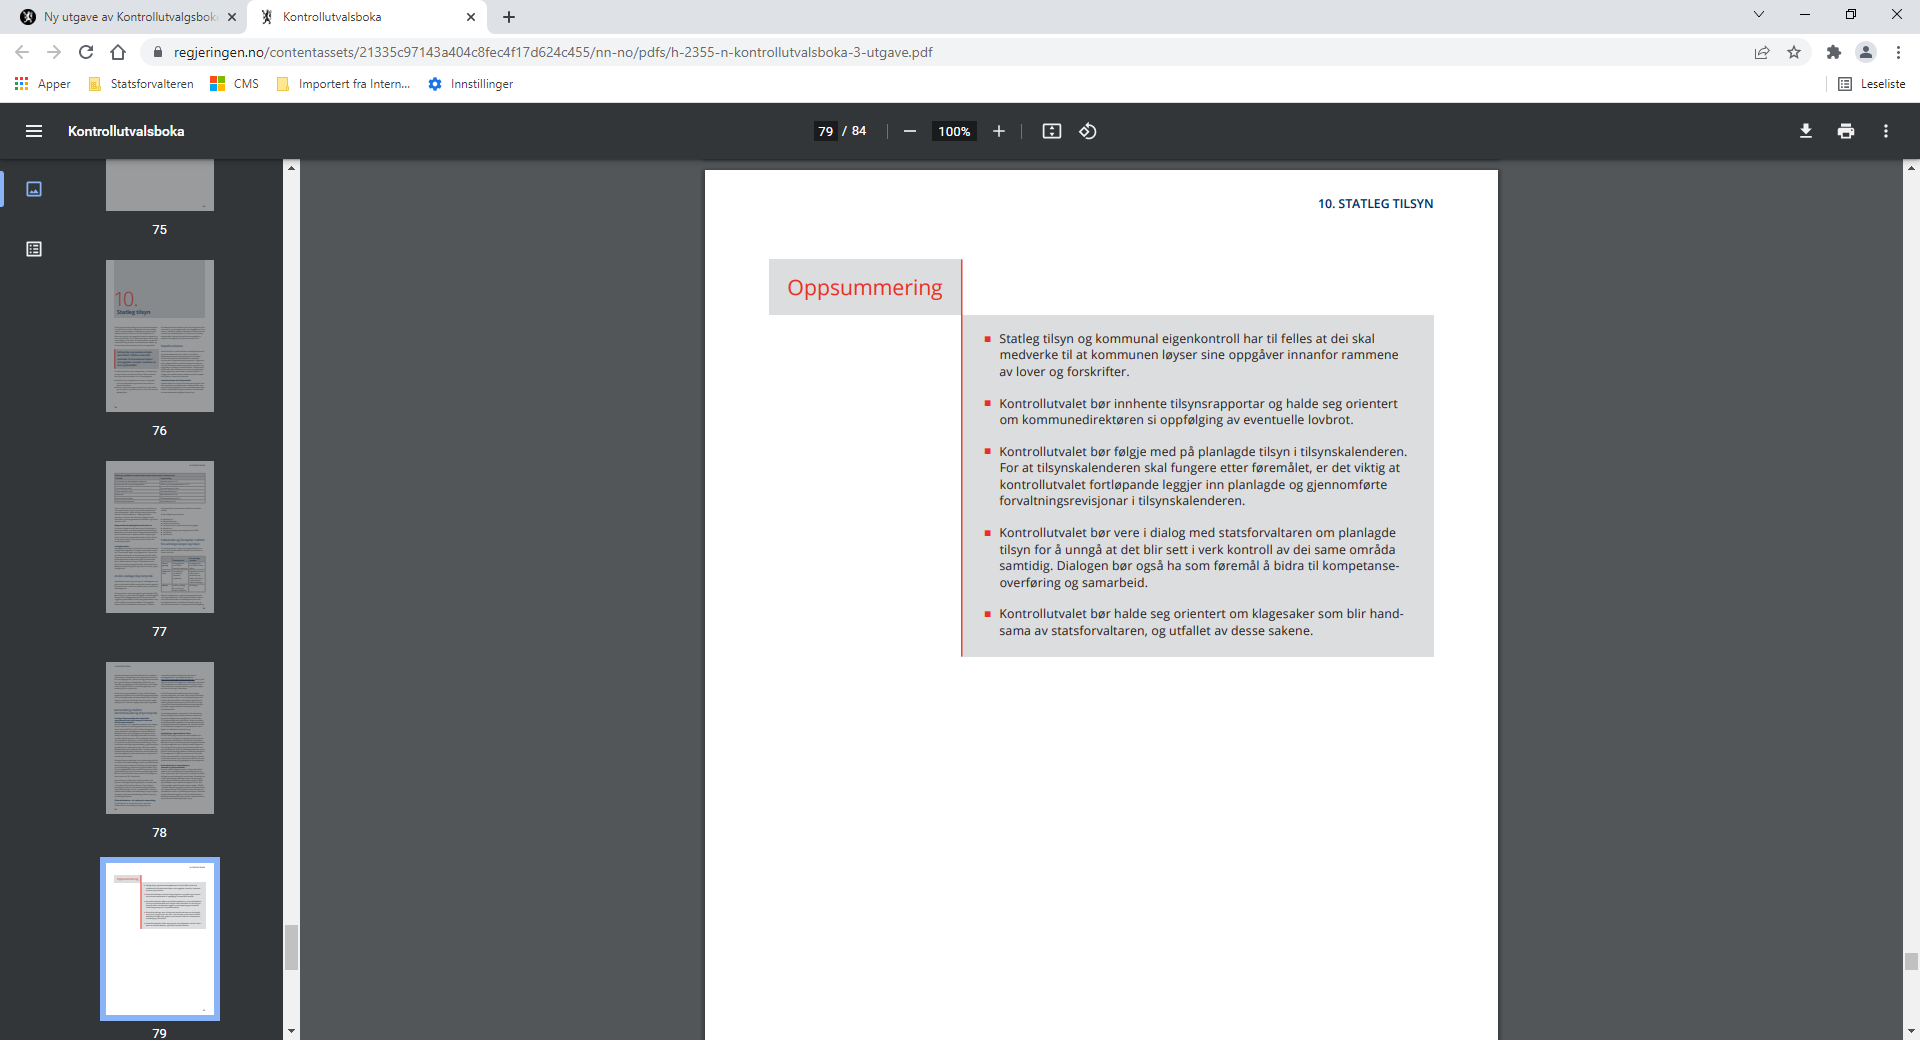 Ny utgave av Kontrollutvalgsbok
Kontrollutvalsboka
regjeringen.no/contentassets/21335c97143a404c8fec4f17d624c455/nn-no/pdfs/h-2355-n-kontrollutvalsboka-3-utgave.pdf
Apper
Statsforvalteren
CMS
Importert fra Intern...
Innstillinger
Leseliste
Kontrollutvalsboka
79 / 84
100%
75
10.
Statleg tilsyn
76
77
78
Oppsummering
79
10. STATLEG TILSYN
Oppsummering
Statleg tilsyn og kommunal eigenkontroll har til felles at dei skal
medverke til at kommunen løyser sine oppgåver innanfor rammene
av lover og forskrifter.
Kontrollutvalet bør innhente tilsynsrapportar og halde seg orientert
om kommunedirektøren si oppfølging av eventuelle lovbrot.
Kontrollutvalet bør følgje med på planlagde tilsyn i tilsynskalenderen.
For at tilsynskalenderen skal fungere etter føremålet, er det viktig at
kontrollutvalet fortløpande leggjer inn planlagde og gjennomførte
forvaltningsrevisjonar i tilsynskalenderen.
Kontrollutvalet bør vere i dialog med statsforvaltaren om planlagde
tilsyn for å unngå at det blir sett i verk kontroll av dei same områda
samtidig. Dialogen bør også ha som føremål å bidra til kompetanse-
overføring og samarbeid.
Kontrollutvalet bør halde seg orientert om klagesaker som blir hand-
sama av statsforvaltaren, og utfallet av desse sakene.